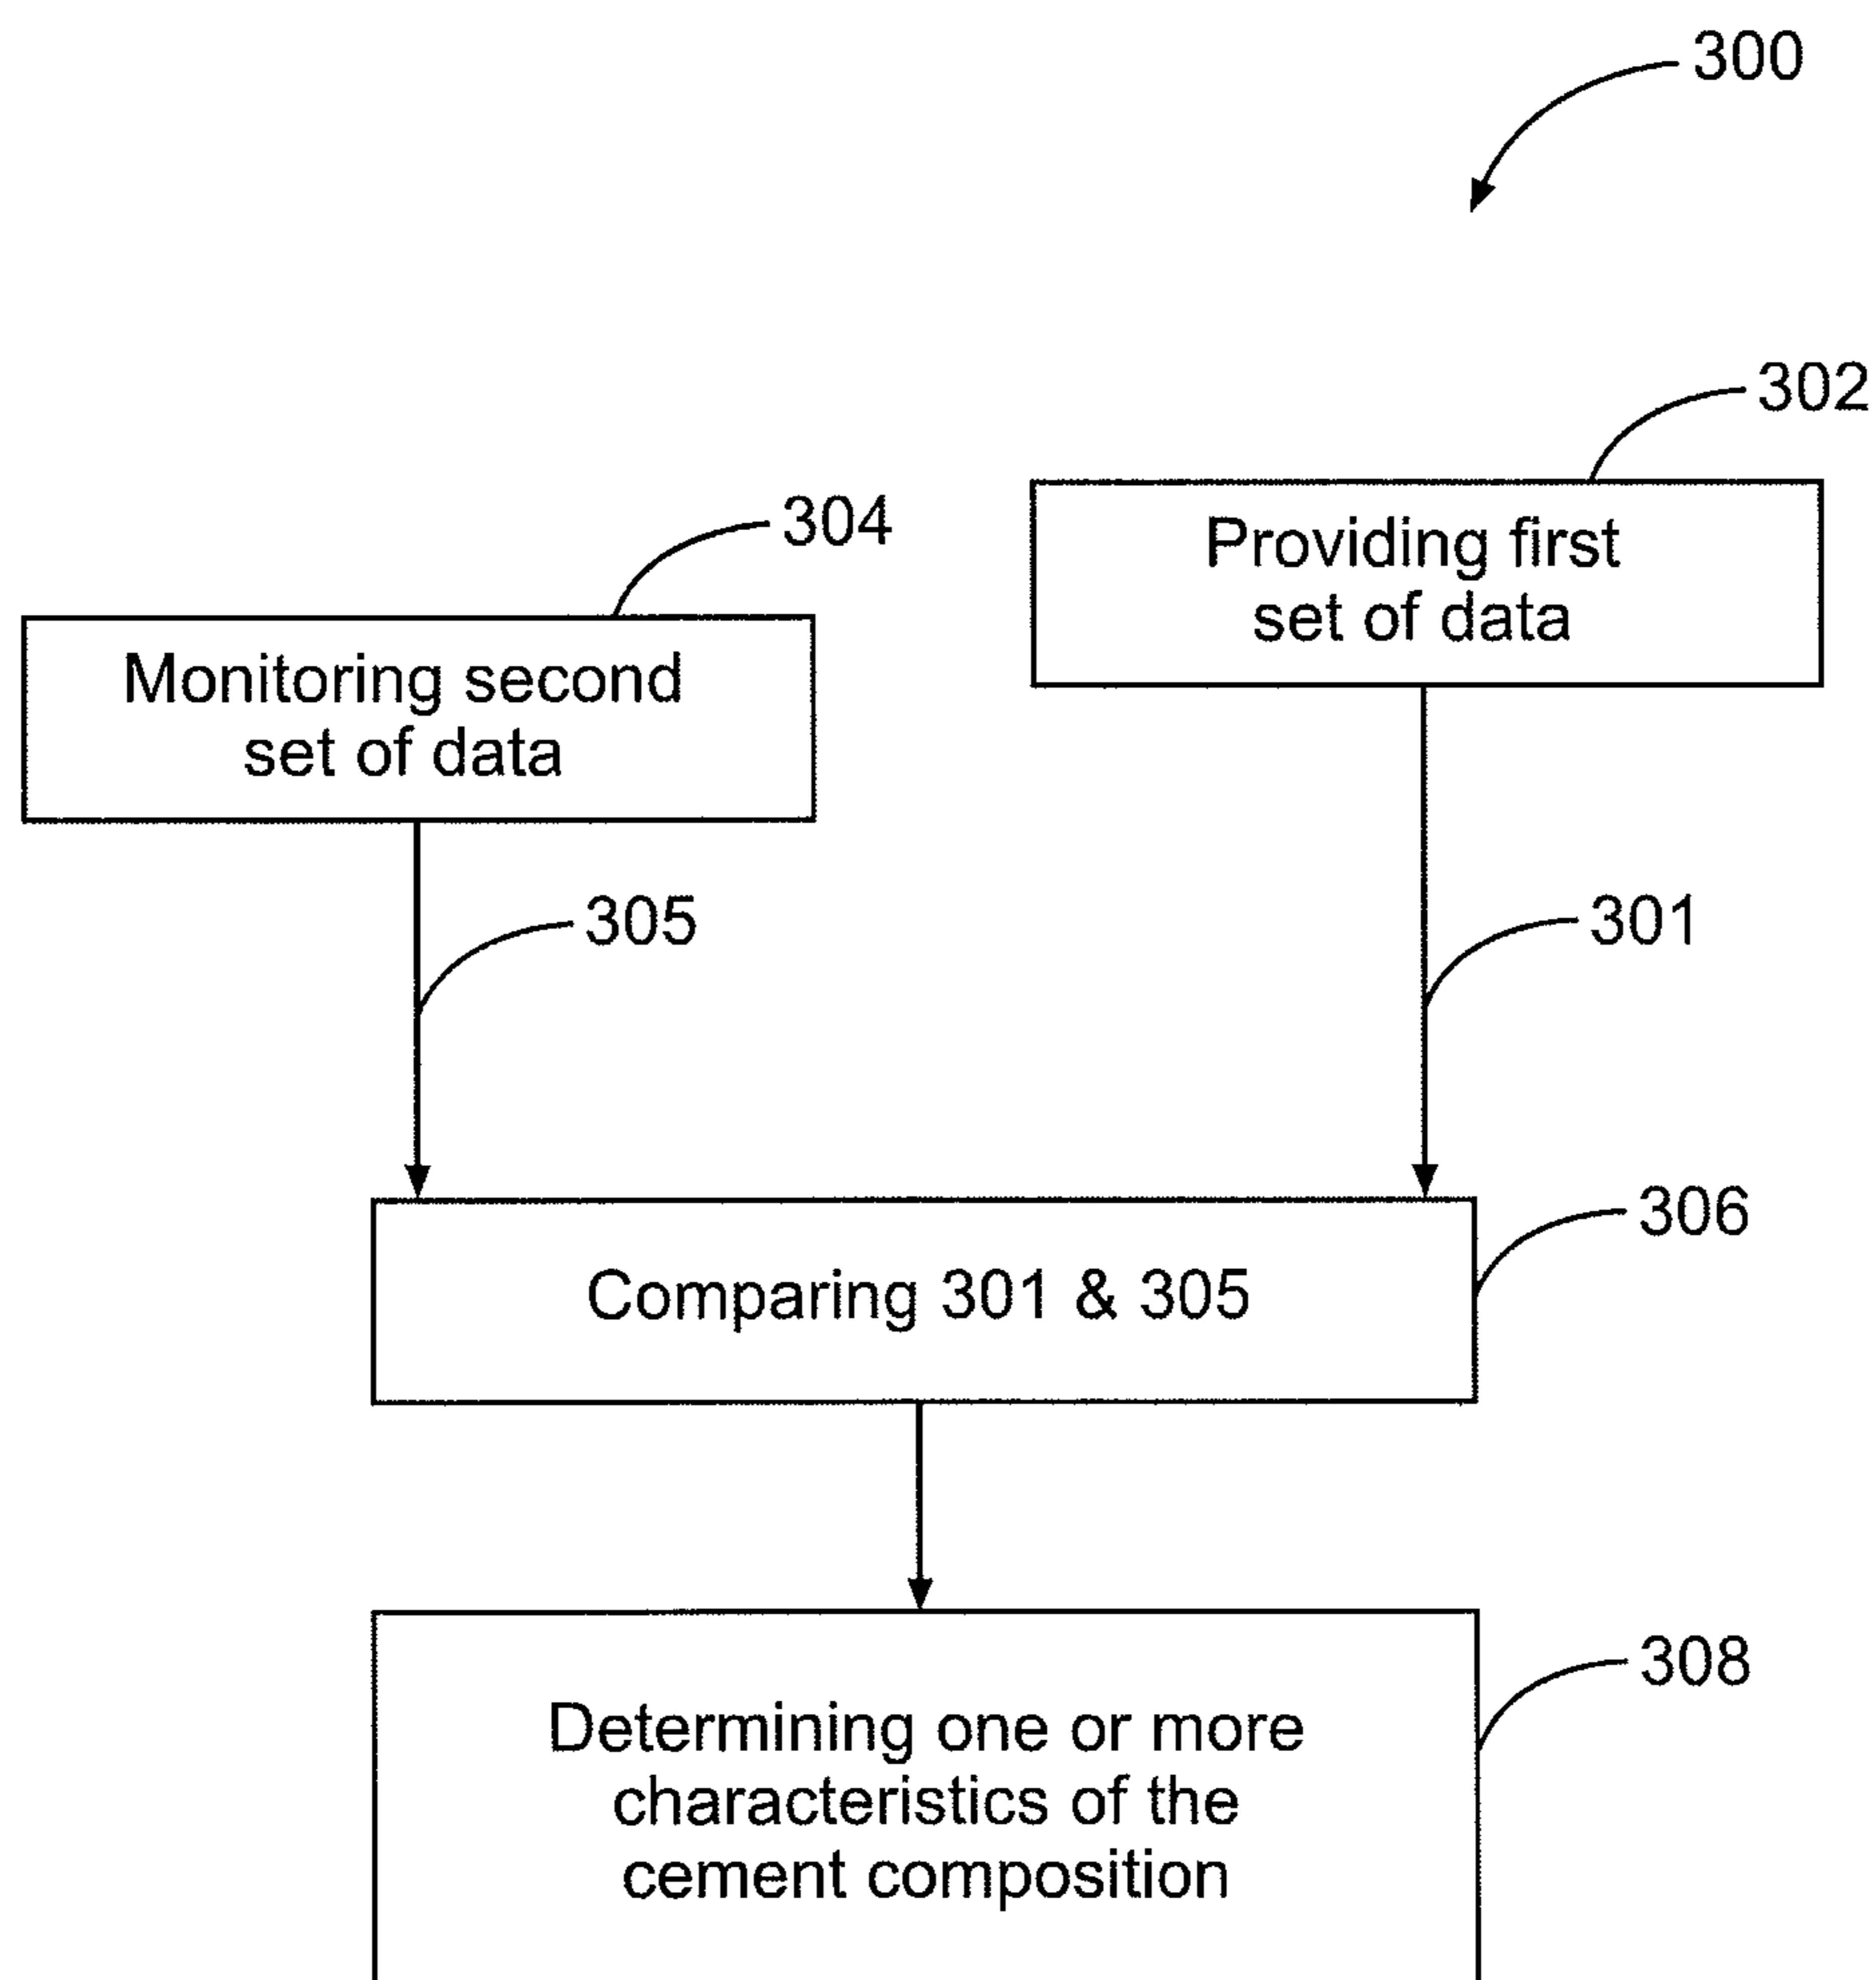 300
302
Providing first
set of data
304
Monitoring second
set of data
305
301
306
Comparing 301 & 305
308
Determining one or more
characteristics of the
cement composition